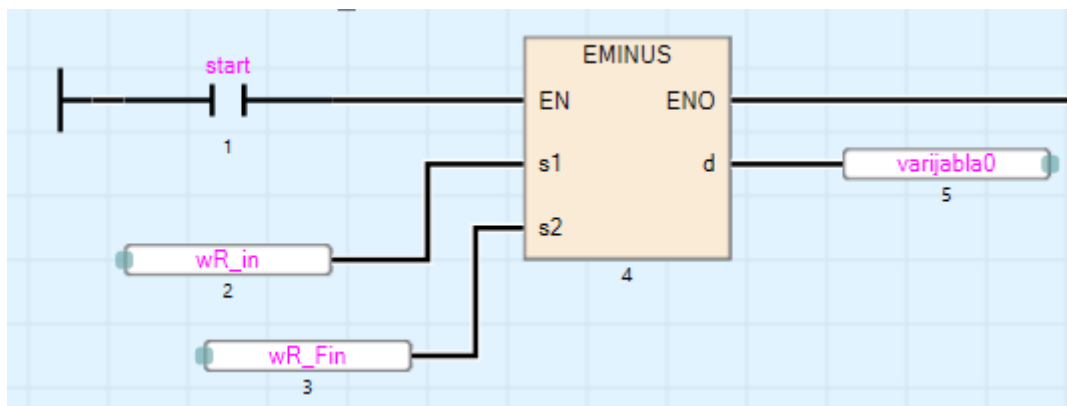 start
1
EMINUS
EN ENO
s1 d
s2
varijabla0
5
wR_in
2
4
wR_Fin
3